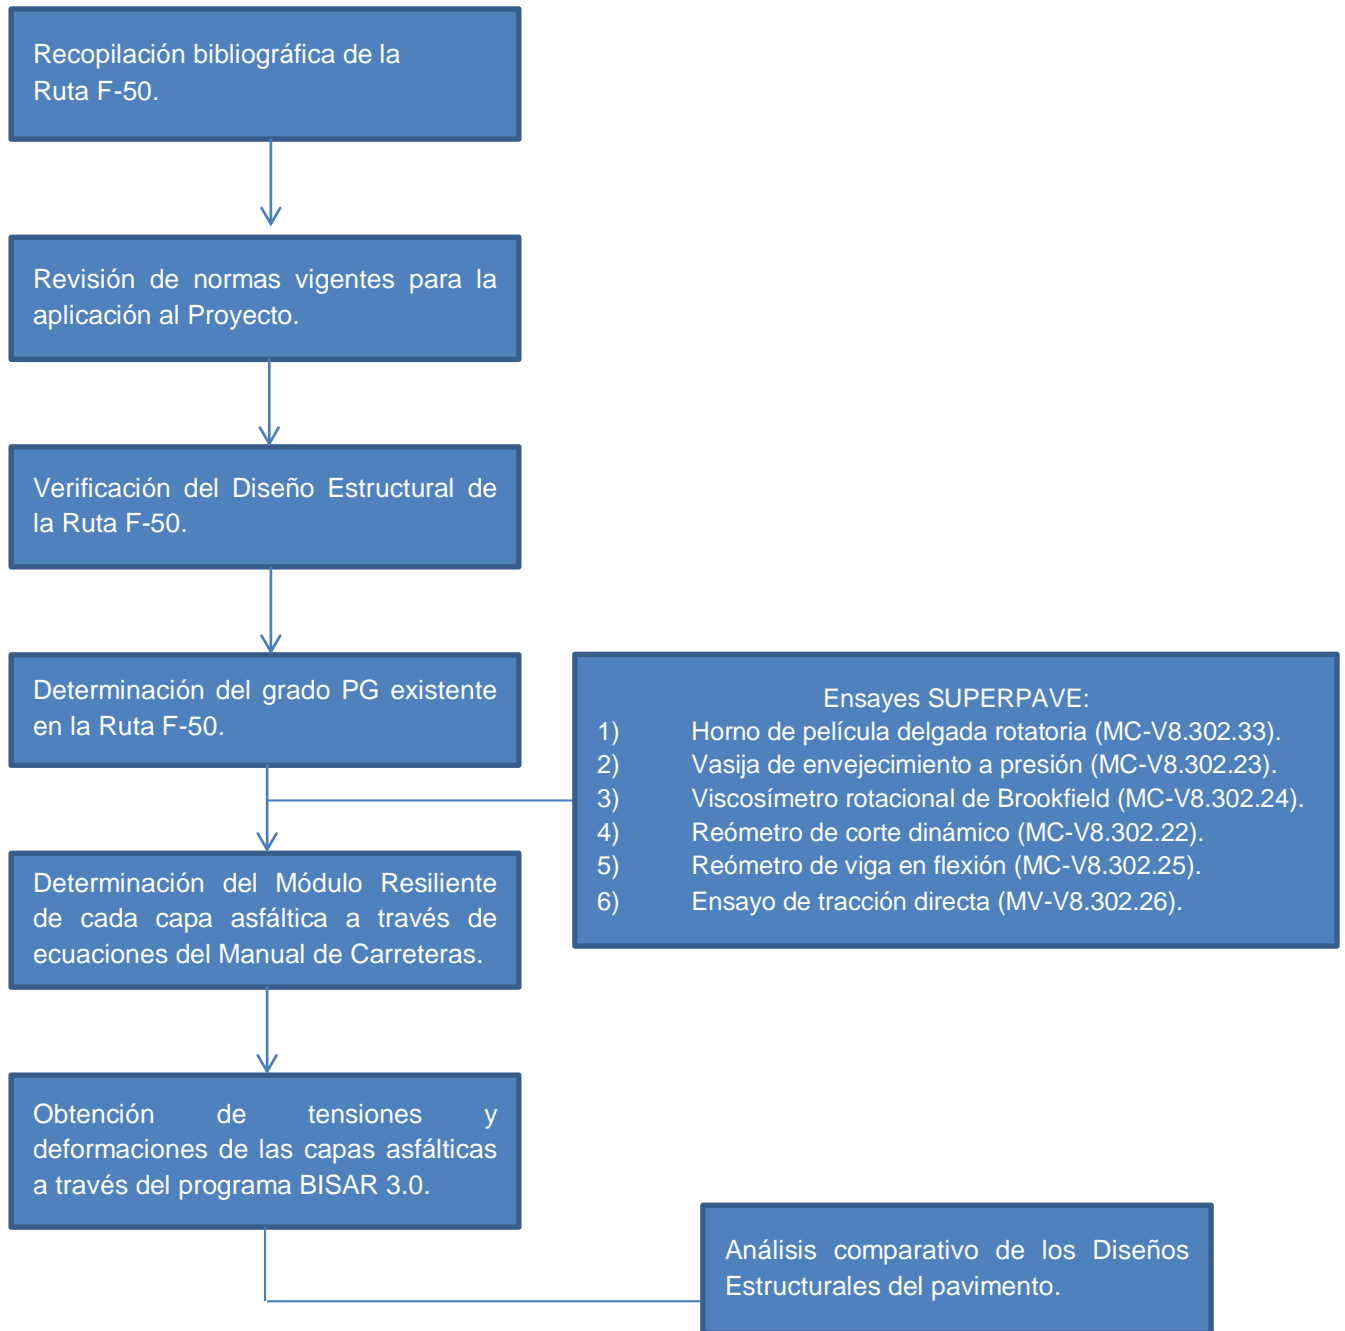 Recopilación bibliográfica de la
Ruta F-50.
Revisión de normas vigentes para la
aplicación al Proyecto.
Verificación del Diseño Estructural de
la Ruta F-50.
Determinación del grado PG existente
en la Ruta F-50.
Ensayes SUPERPAVE:
1) Horno de película delgada rotatoria (MC-V8.302.33).
2) Vasija de envejecimiento a presión (MC-V8.302.23).
3) Viscosímetro rotacional de Brookfield (MC-V8.302.24).
4) Reómetro de corte dinámico (MC-V8.302.22).
5) Reómetro de viga en flexión (MC-V8.302.25).
6) Ensayo de tracción directa (MV-V8.302.26).
Determinación del Módulo Resiliente
de cada capa asfáltica a través de
ecuaciones del Manual de Carreteras.
Obtención de tensiones y
deformaciones de las capas asfálticas
a través del programa BISAR 3.0.
Análisis comparativo de los Diseños
Estructurales del pavimento.